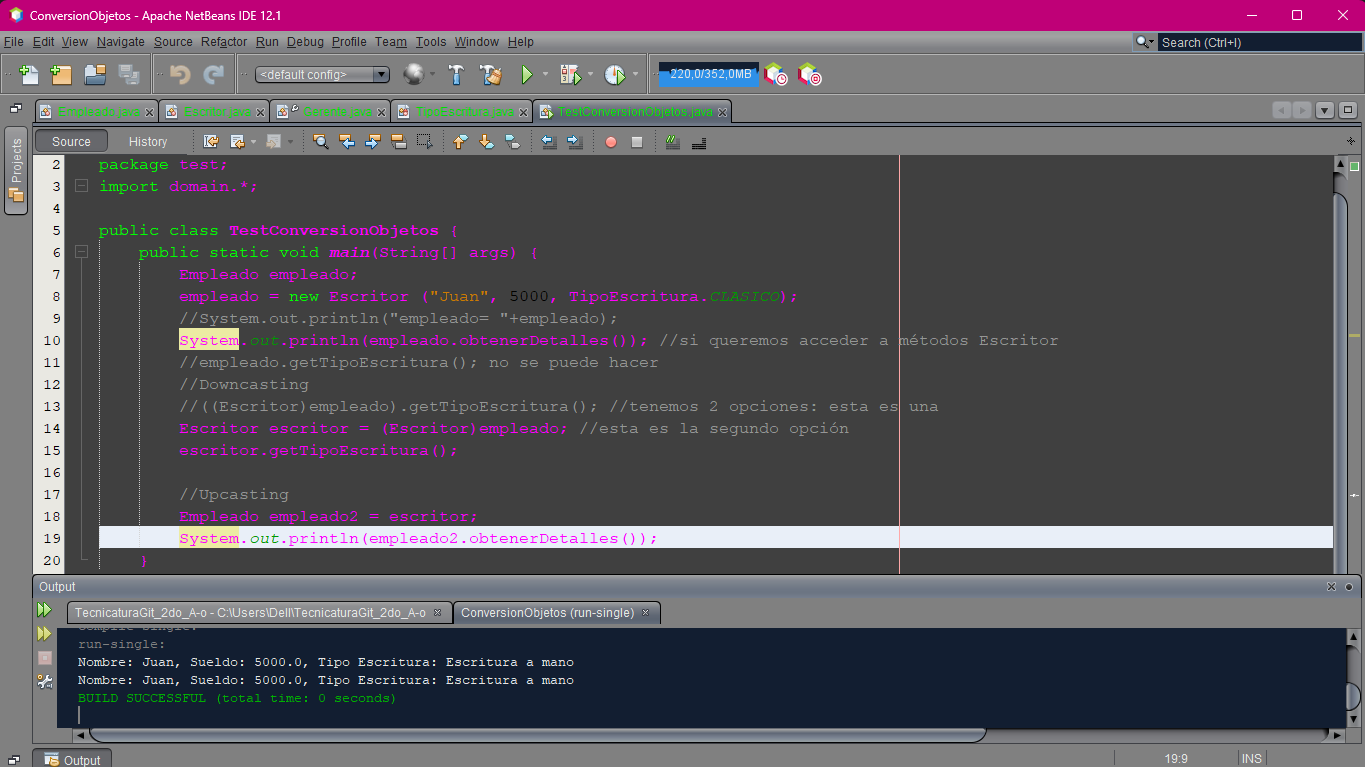 ConversionObjetos - Apache NetBeans IDE 12.1
File Edit View Navigate Source Refactor Run Debug Profile Team Tools Window Help
Search (Ctrl+I)
<default config>
220,0/352,0MB
Empleado.java Escritor.java Gerente.java TipoEscritura.java TestConversionObjetos.java
Projects
Source History
2 package test;
3 import domain.*;
4
5 public class TestConversionObjetos {
6 public static void main(String[] args) {
7 Empleado empleado;
8 empleado = new Escritor ("Juan", 5000, TipoEscritura.CLASICO);
9 //System.out.println("empleado= "+empleado);
10 System.out.println(empleado.obtenerDetalles()); //si queremos acceder a métodos Escritor
11 //empleado.getTipoEscritura(); no se puede hacer
12 //Downcasting
13 //((Escritor)empleado).getTipoEscritura(); //tenemos 2 opciones: esta es una
14 Escritor escritor = (Escritor)empleado; //esta es la segundo opción
15 escritor.getTipoEscritura();
16
17 //Upcasting
18 Empleado empleado2 = escritor;
19 System.out.println(empleado2.obtenerDetalles());
20 }
Output
TecnicaturaGit_2do_A-o - C:\Users\Dell\TecnicaturaGit_2do_A-o ConversionObjetos (run-single)
compile-single:
run-single:
Nombre: Juan, Sueldo: 5000.0, Tipo Escritura: Escritura a mano
Nombre: Juan, Sueldo: 5000.0, Tipo Escritura: Escritura a mano
BUILD SUCCESSFUL (total time: 0 seconds)
Output
19:9 INS